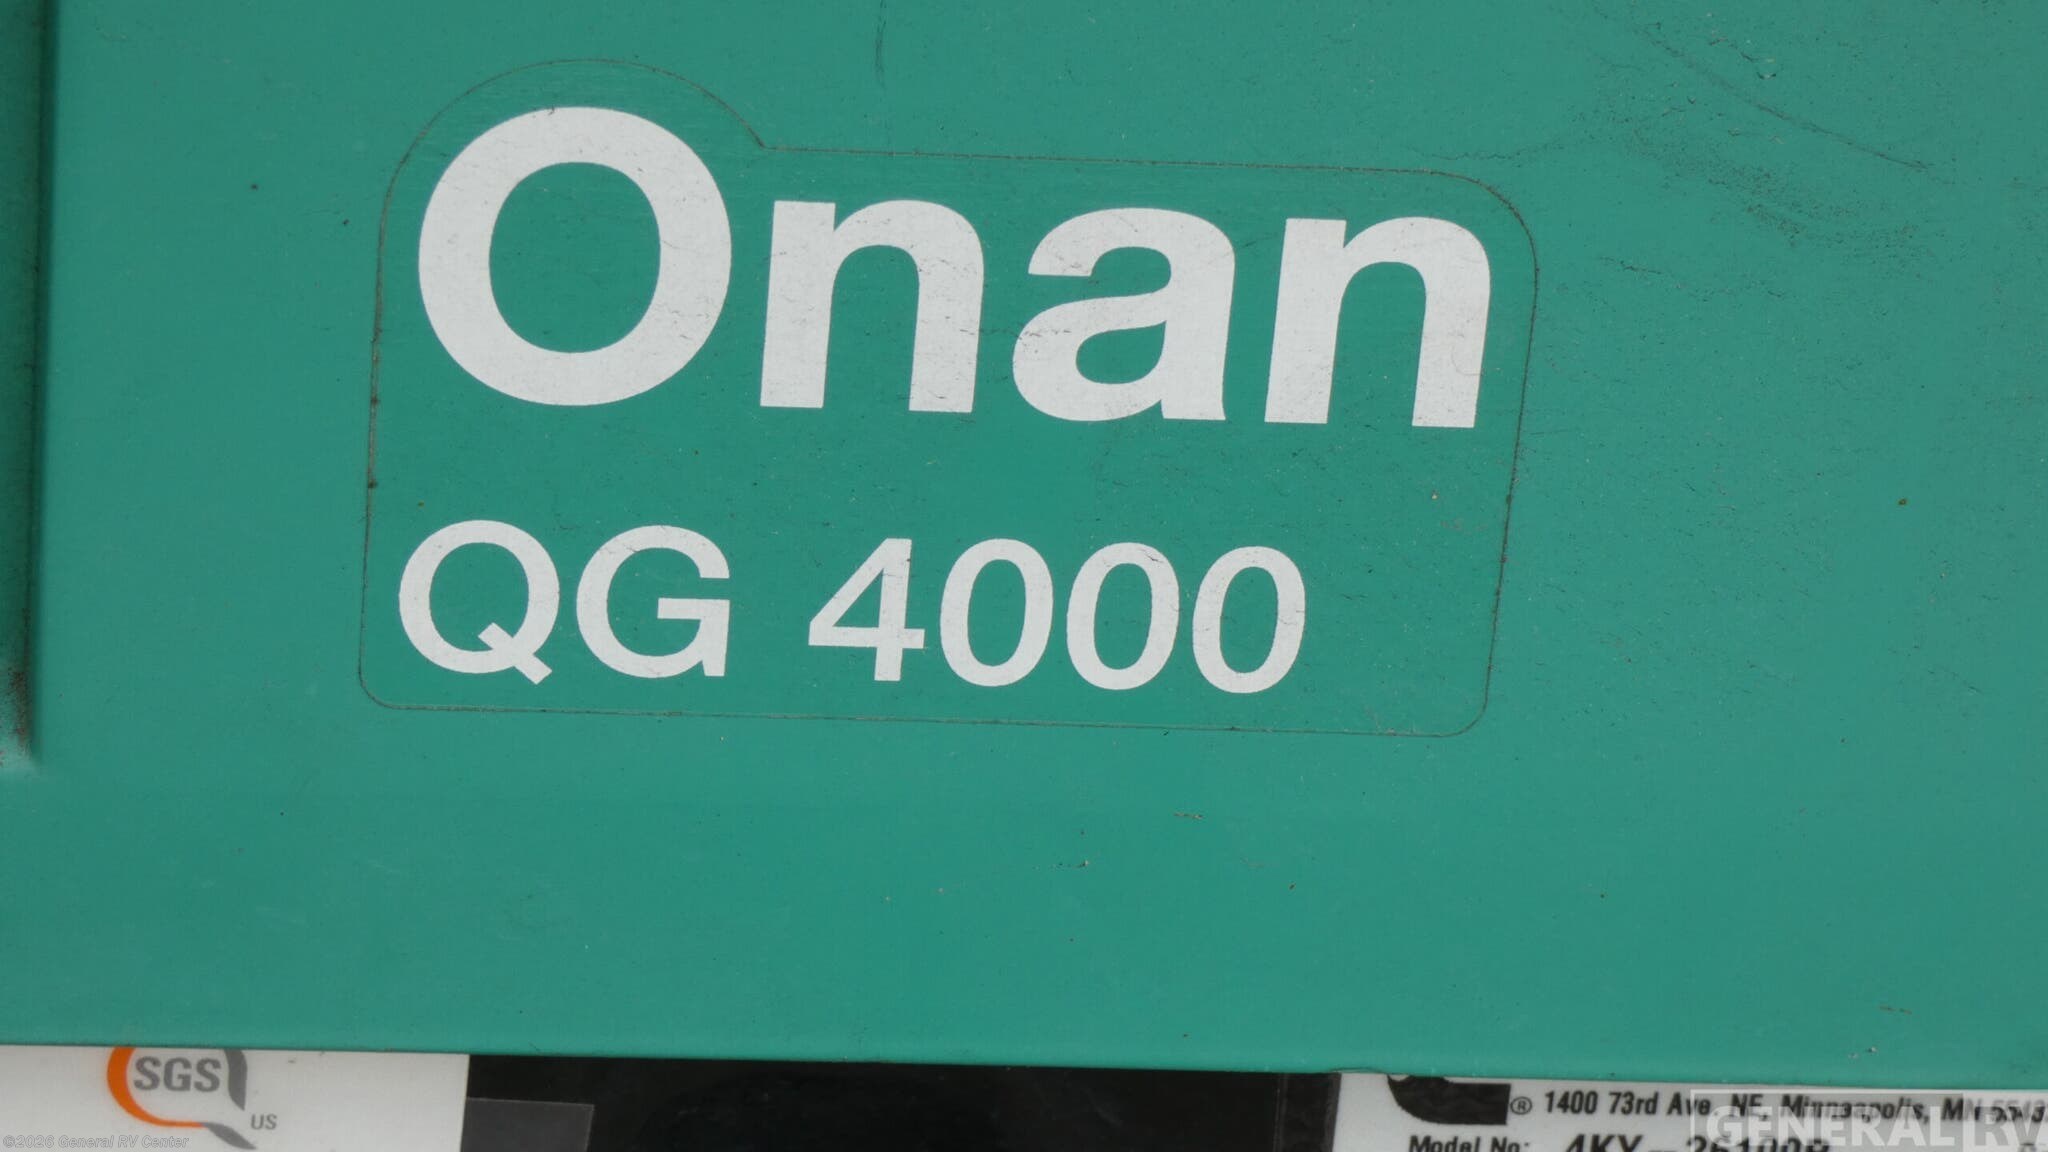 Onan
QG 4000
SGS
US
® 1400 73rd Ave. NE, Minneapolis, MN
Model No:
GENERAL RV
©2026 General RV Center